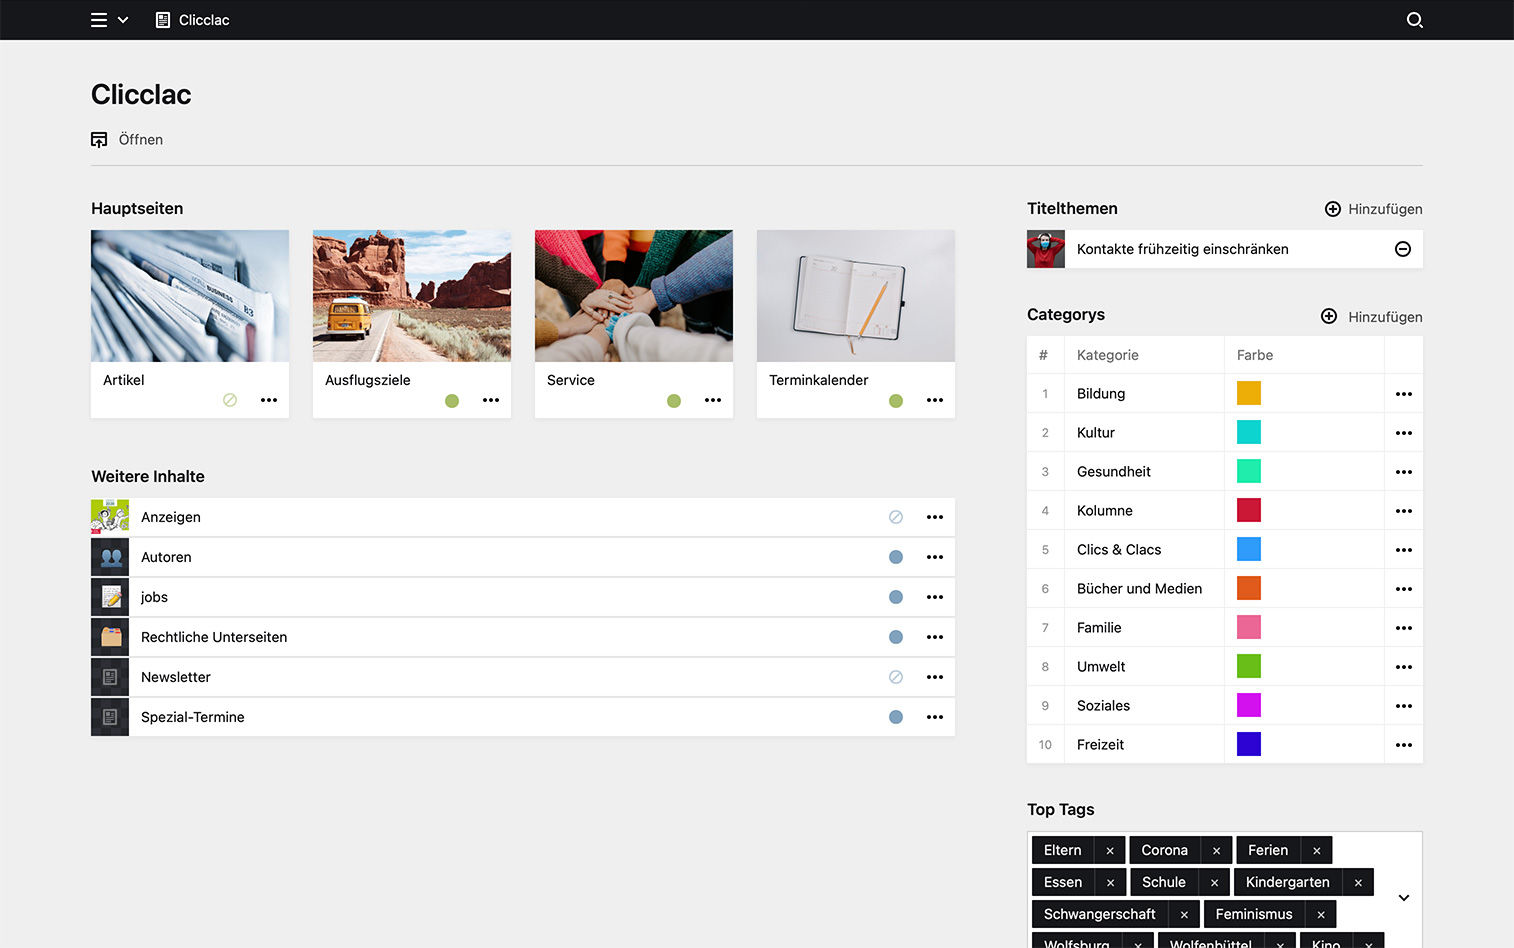 Clicclac
Clicclac
Öffnen
Hauptseiten
BUSINESS
B3
Artikel
Ausflugsziele
Service
Terminkalender
Weitere Inhalte
Anzeigen
Autoren
jobs
Rechtliche Unterseiten
Newsletter
Spezial-Termine
Titelthemen
Hinzufügen
Kontakte frühzeitig einschränken
Categorys
Hinzufügen
# Kategorie Farbe
1 Bildung
2 Kultur
3 Gesundheit
4 Kolumne
5 Clics & Clacs
6 Bücher und Medien
7 Familie
8 Umwelt
9 Soziales
10 Freizeit
Top Tags
Eltern × Corona × Ferien ×
Essen × Schule × Kindergarten ×
Schwangerschaft × Feminismus ×
Wolfsburg × Wolfenbüttel × Kino ×